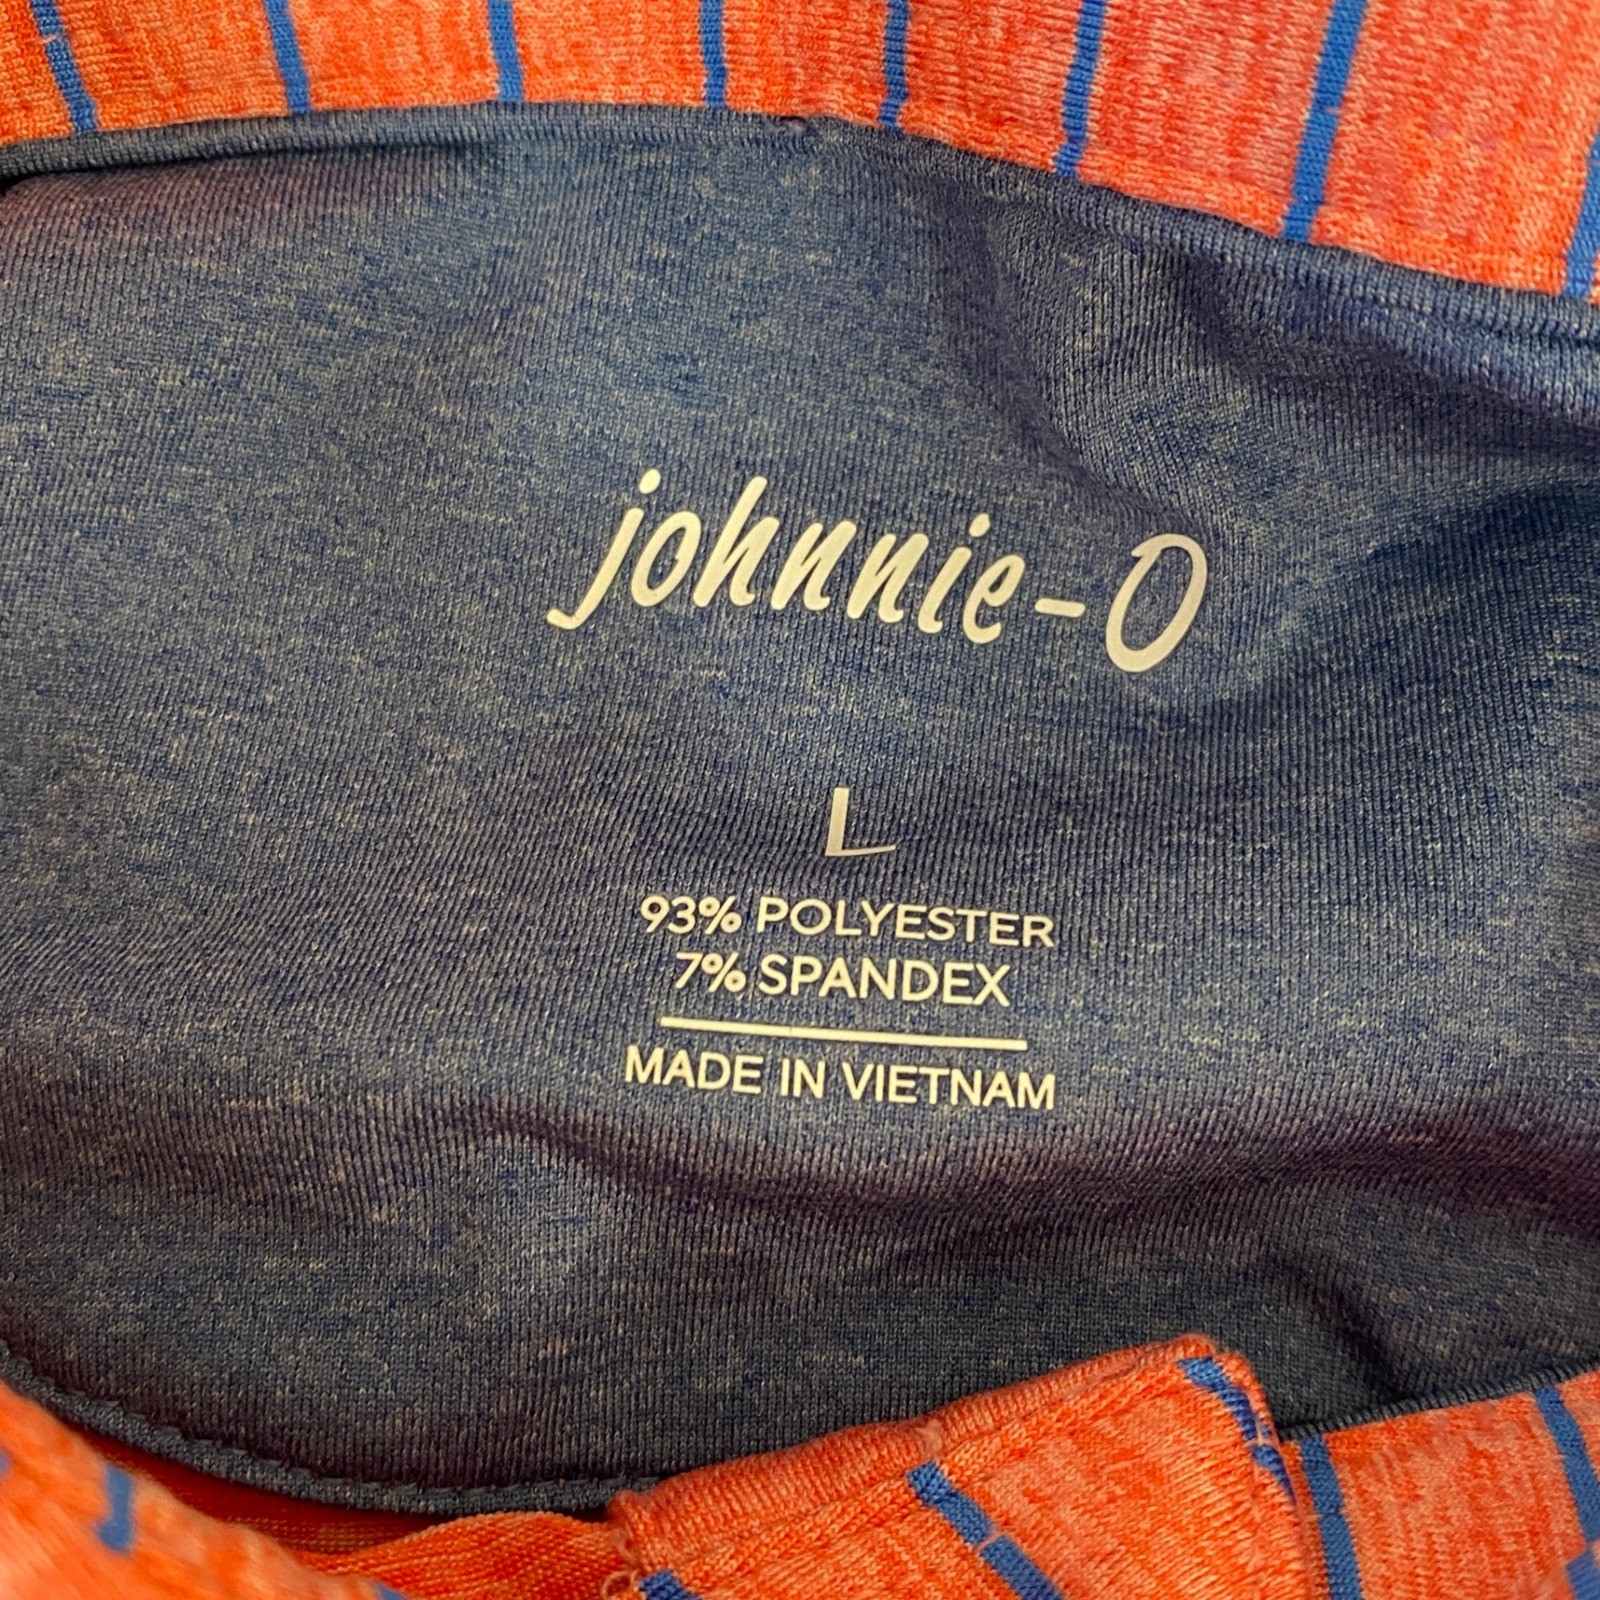 johnnie-O
L
93% POLYESTER
7% SPANDEX
MADE IN VIETNAM